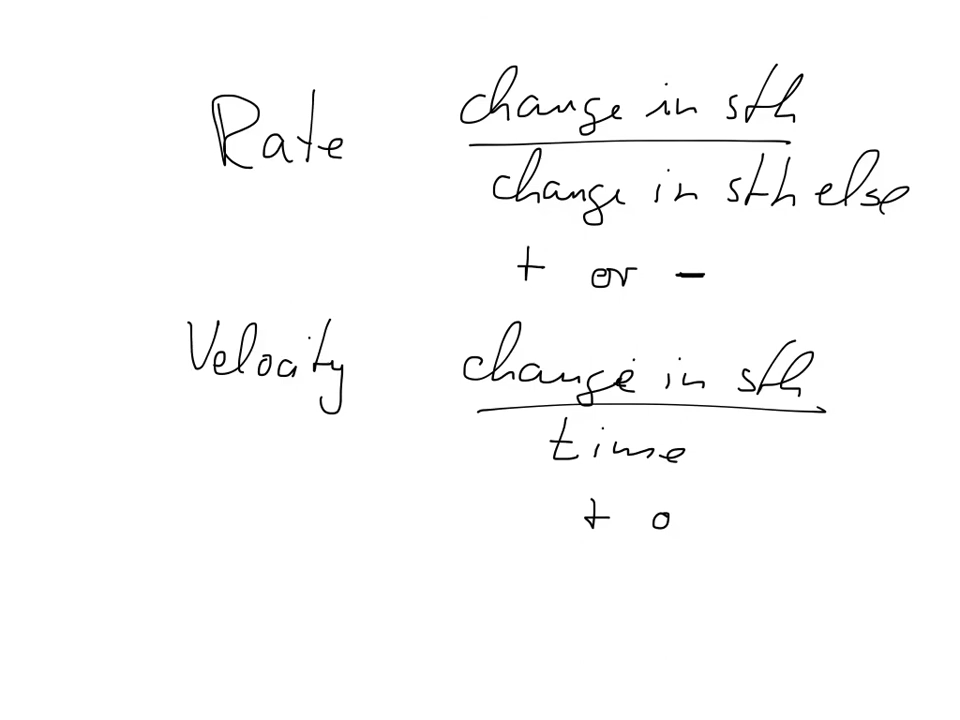 Rate change in sth
change in sth else
+ or -
Velocity change in sth
time
+ o